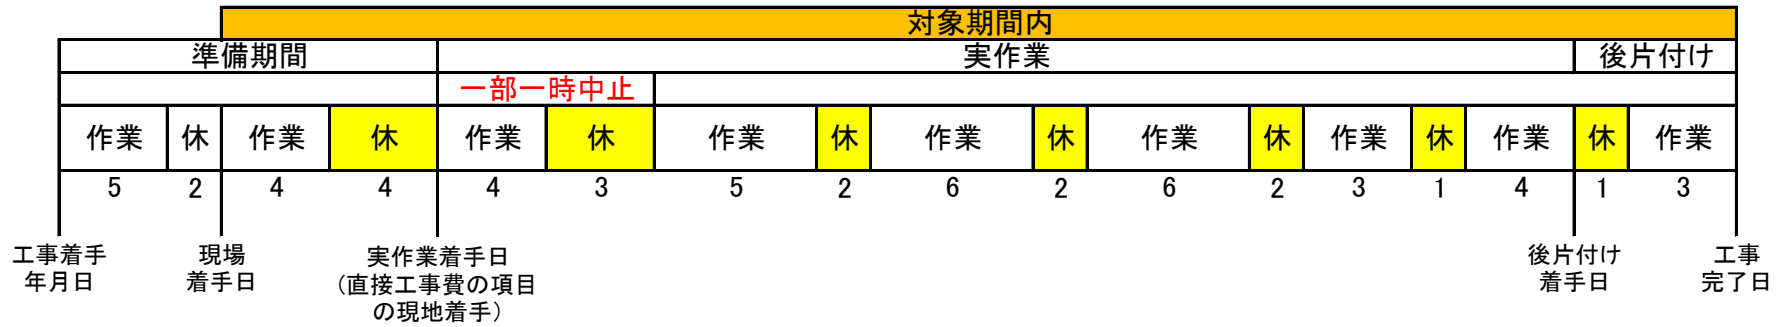 対象期間内
準備期間 実作業 後片付け
一部一時中止
作業 休 作業 休 作業 休 作業 休 作業 休 作業 休 作業 休 作業 休 作業
5 2 4 4 4 3 5 2 6 2 6 2 3 1 4 1 3
工事着手
年月日
現場
着手日
実作業着手日
(直接工事費の項目
の現地着手)
後片付け
着手日
工事
完了日